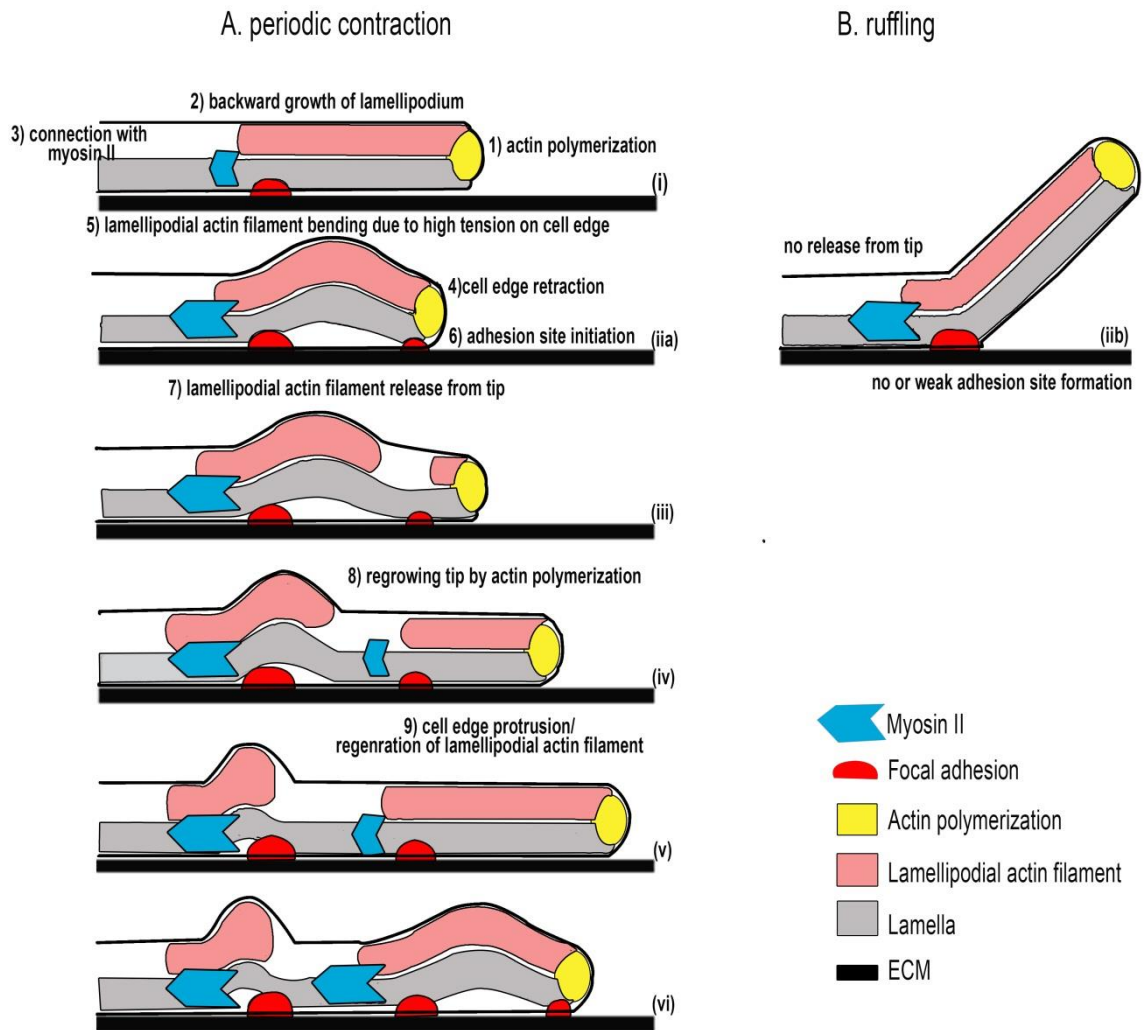 A. periodic contraction
B. ruffling
2) backward growth of lamellipodium
3) connection with
myosin II
1) actin polymerization
(i)
5) lamellipodial actin filament bending due to high tension on cell edge
4)cell edge retraction
6) adhesion site initiation
(iia)
no release from tip
(iib)
no or weak adhesion site formation
7) lamellipodial actin filament release from tip
(iii)
8) regrowing tip by actin polymerization
(iv)
9) cell edge protrusion/
regenration of lamellipodial actin filament
(v)
(vi)
Myosin II
Focal adhesion
Actin polymerization
Lamellipodial actin filament
Lamella
ECM